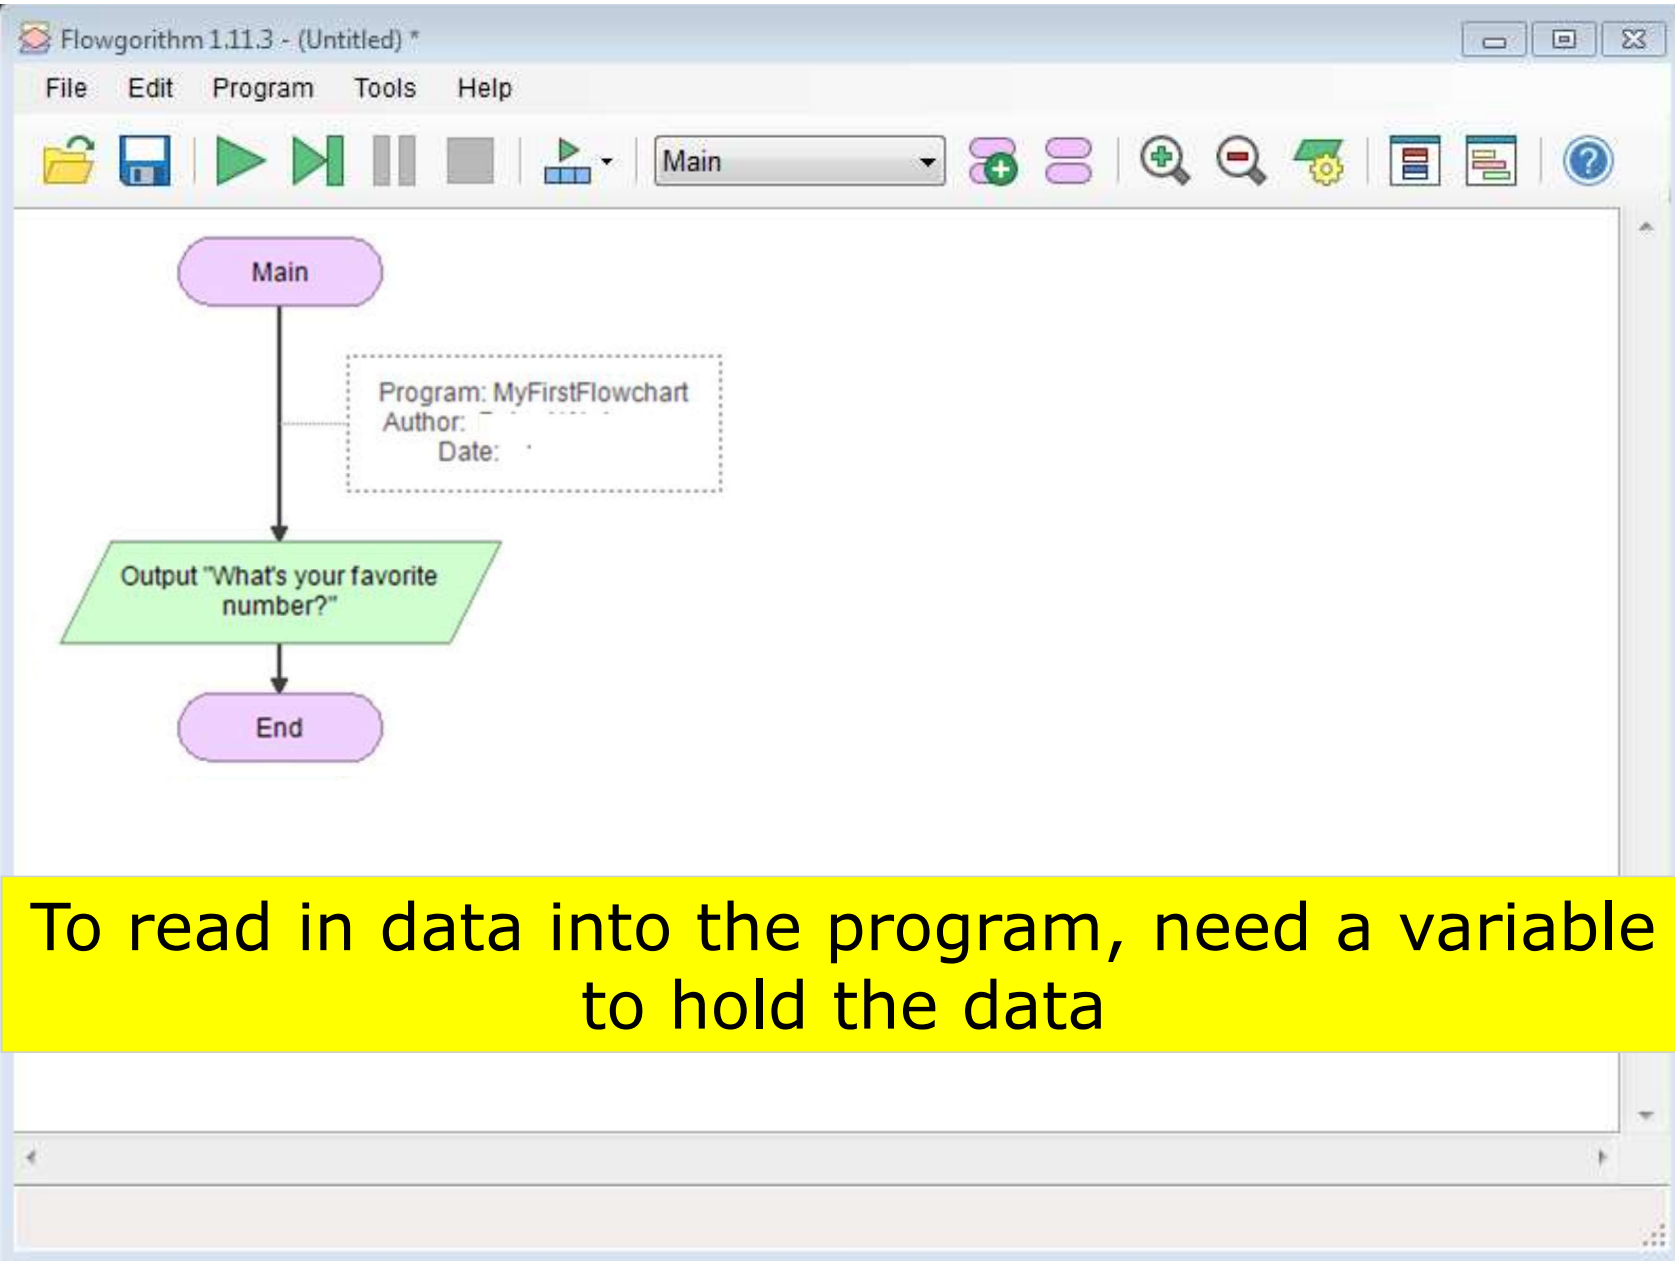 Flowgorithm 1.11.3 - (Untitled) *
File Edit Program Tools Help
Main
Main
Program: MyFirstFlowchart
Author:
Date:
Output "What's your favorite
number?"
End
To read in data into the program, need a variable
to hold the data